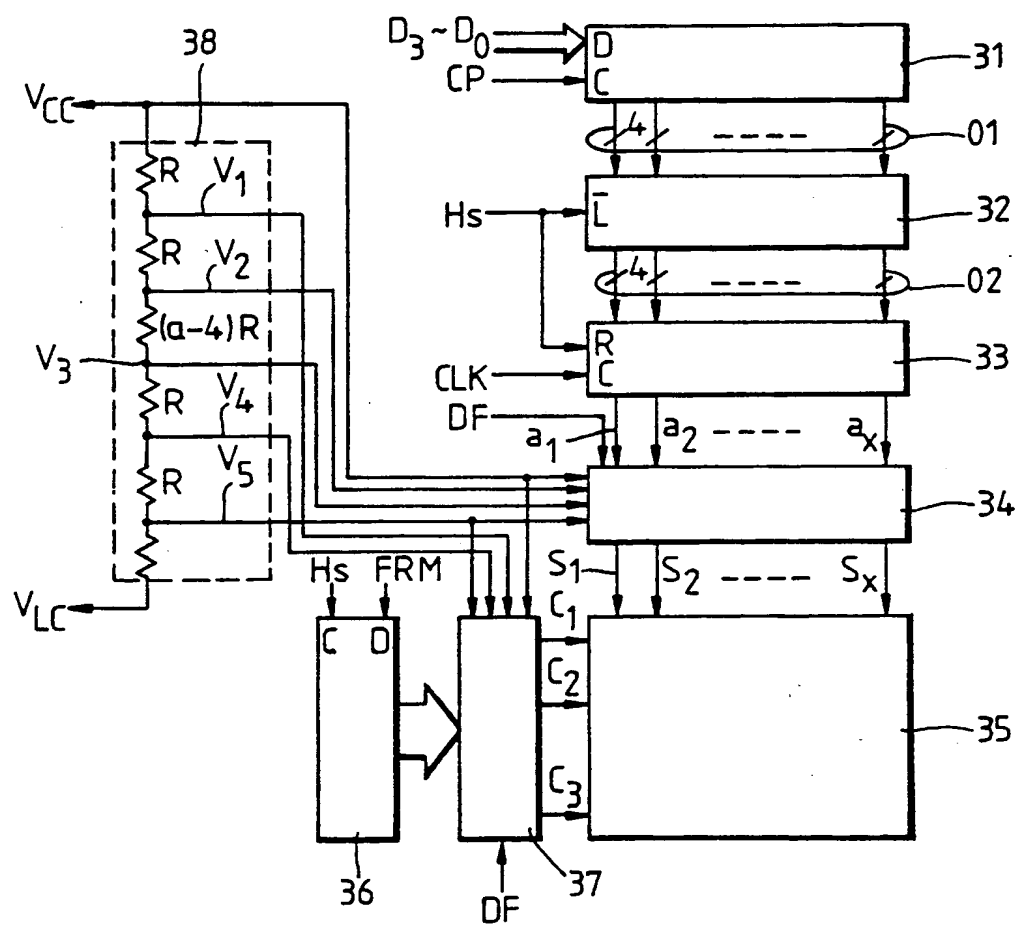 D3~D0
D
31
CP
C
38
VCC
4
01
R
V1
Hs
L̅
32
R
V2
4
02
(a-4)R
V3
R
33
CLK
C
R
V4
DF
a1
a2
ax
R
V5
34
Hs
FRM
S1
S2
Sx
VLC
C
D
C1
C2
35
C3
36
37
DF